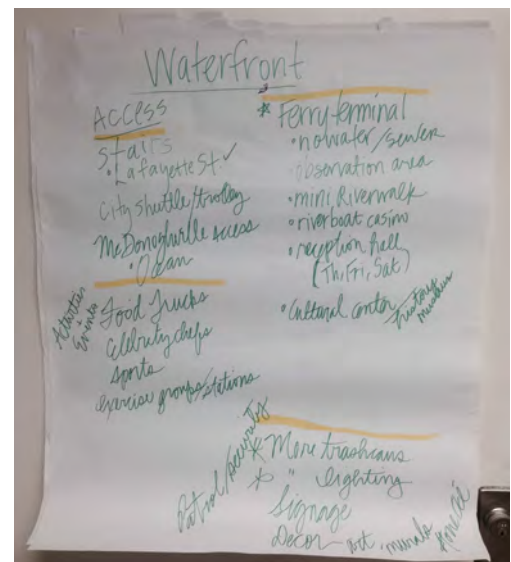 Waterfront
Access
Stairs
• Lafayette St. ✓
City shuttle/trolley
McDonoghville Access
• Ocean
Activities
Events
Food Trucks
Celebrity chefs
Sports
Exercise groups/stations
* Ferry terminal
• no water/sewer
observation area
• mini Riverwalk
• riverboat casino
• reception hall
(Th, Fri, Sat)
• Cultural center
history
museum
Patrol/security
* More trashcans
* " lighting
Signage
Decor - art, murals